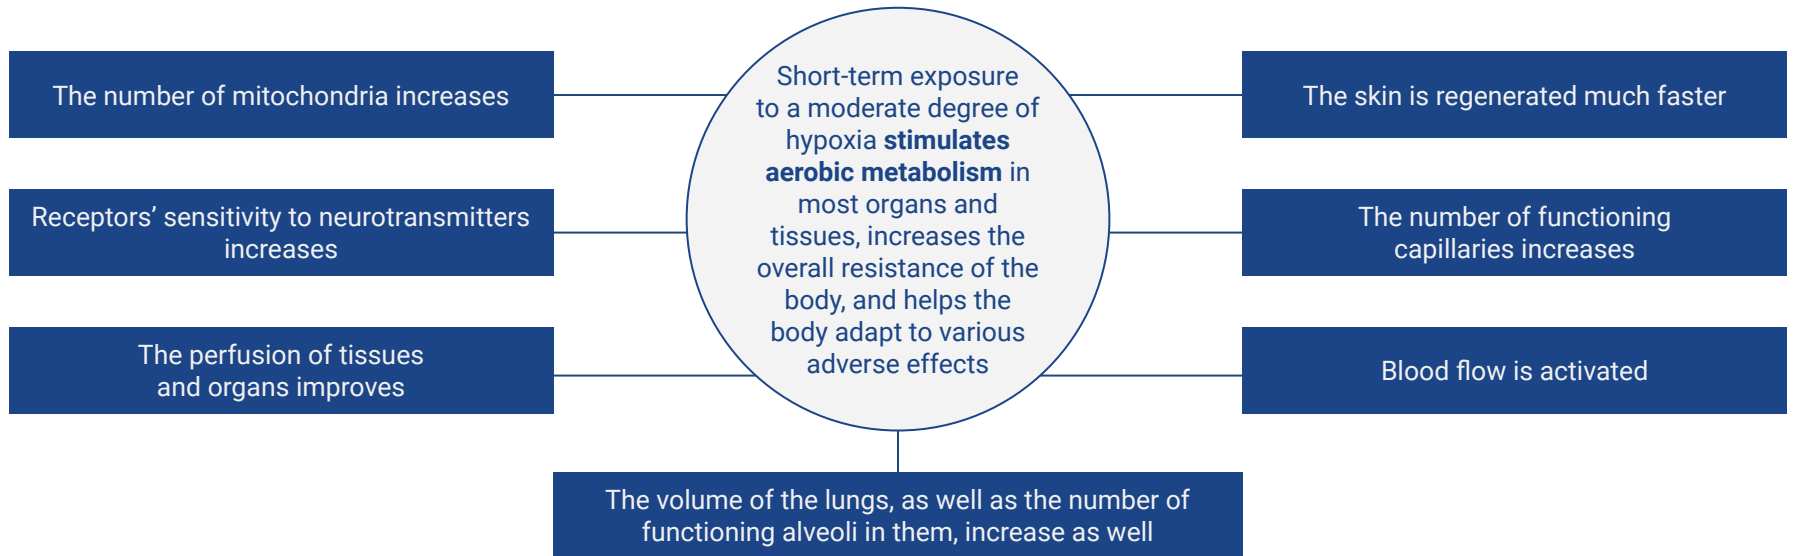 The number of mitochondria increases
Receptors’ sensitivity to neurotransmitters
increases
The perfusion of tissues
and organs improves
Short-term exposure
to a moderate degree of
hypoxia stimulates
aerobic metabolism in
most organs and
tissues, increases the
overall resistance of the
body, and helps the
body adapt to various
adverse effects
The skin is regenerated much faster
The number of functioning
capillaries increases
Blood flow is activated
The volume of the lungs, as well as the number of
functioning alveoli in them, increase as well